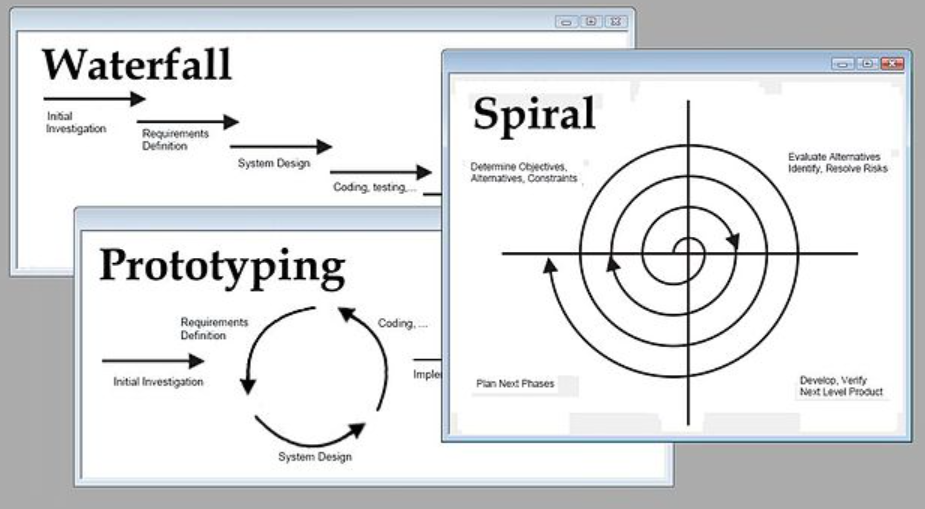 Waterfall
Initial
Investigation
Requirements
Definition
System Design
Coding, testing,...
Prototyping
Requirements
Definition
Coding, ...
Initial Investigation
System Design
Spiral
Determine Objectives,
Alternatives, Constraints
Evaluate Alternatives
Identify, Resolve Risks
Plan Next Phases
Develop, Verify
Next Level Product